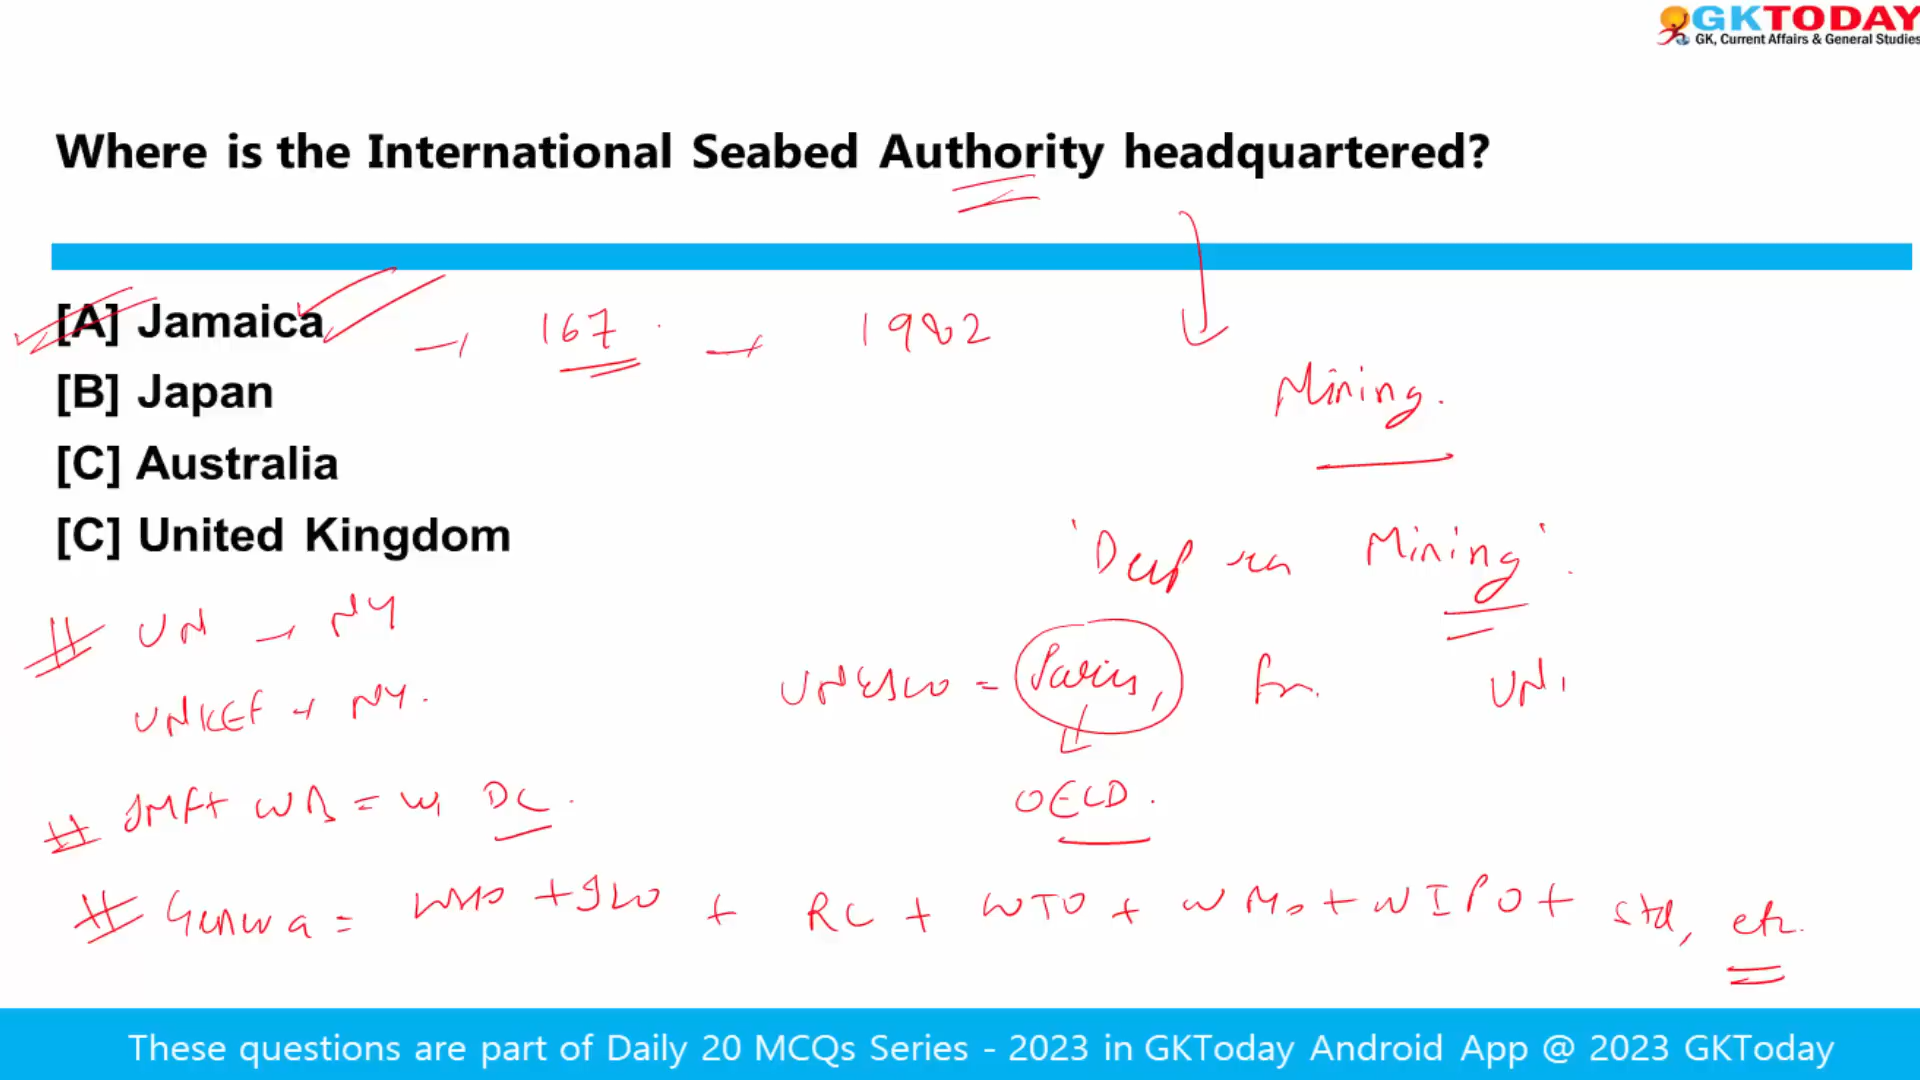 GKTODAY
GK, Current Affairs & General Studies
Where is the International Seabed Authority headquartered?
[A] Jamaica → 167 → 1982
[B] Japan
Mining.
[C] Australia
[C] United Kingdom
'Deep sea Mining'.
# UN → NY
UNESCO = Paris, Fr. UN,
UNICEF → NY.
# IMF + WB = W, DC.
OECD.
# Geneva = WHO + ILO + RC + WTO + WMO + WIPO + Std, etc.
These questions are part of Daily 20 MCQs Series - 2023 in GKToday Android App @ 2023 GKToday